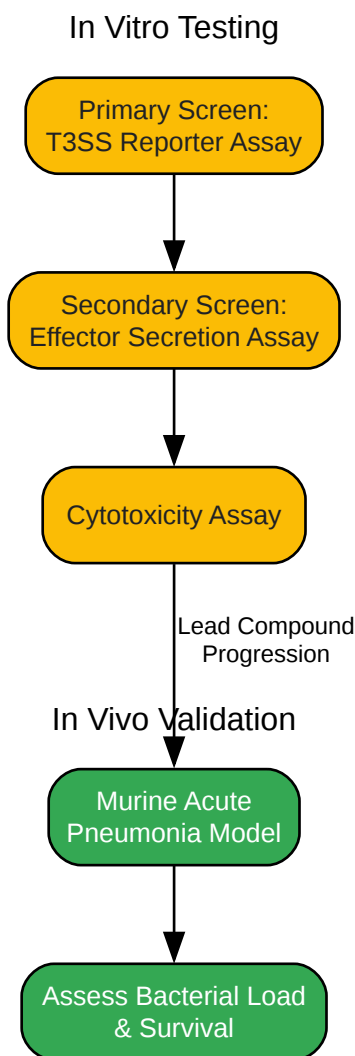 In Vitro Testing
Primary Screen:
T3SS Reporter Assay
Secondary Screen:
Effector Secretion Assay
Cytotoxicity Assay
Lead Compound
Progression
In Vivo Validation
Murine Acute
Pneumonia Model
Assess Bacterial Load
& Survival